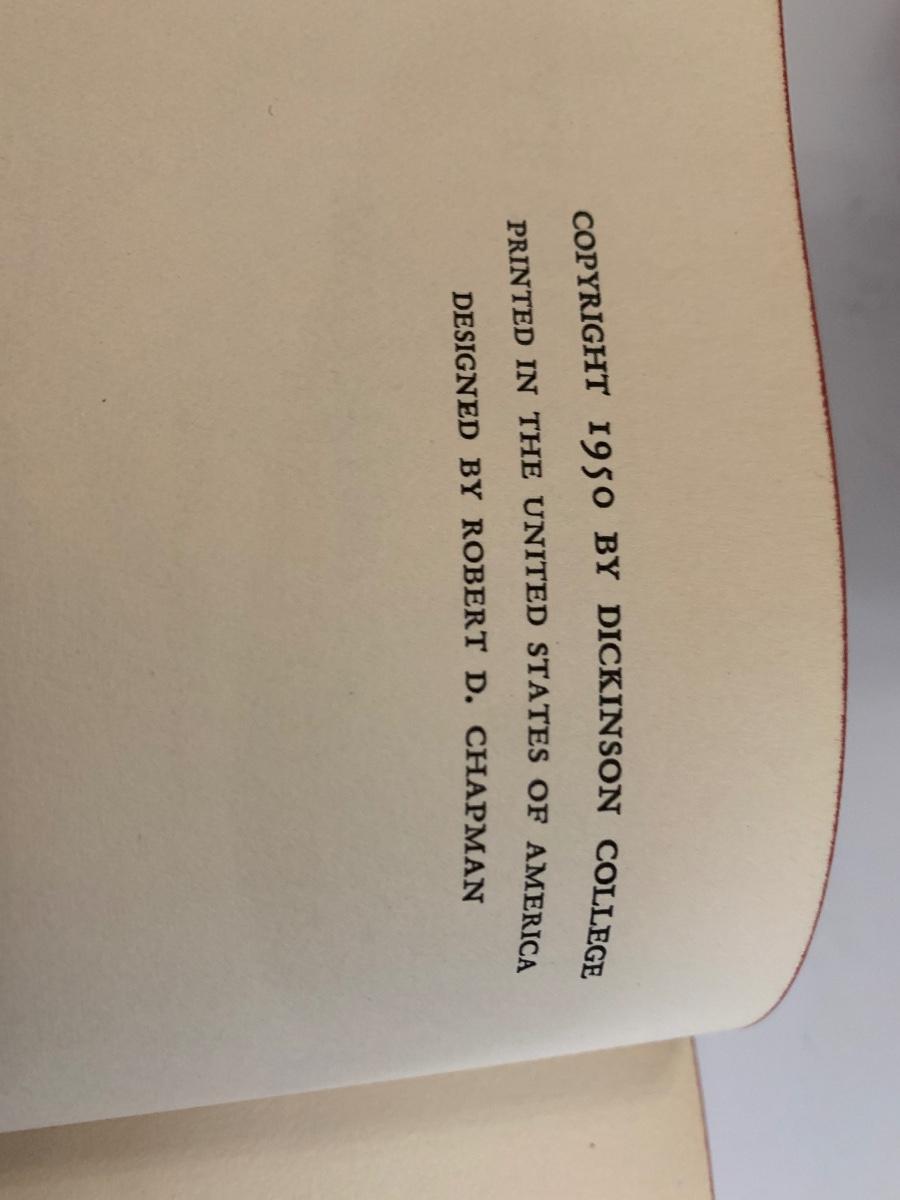 COPYRIGHT 1950 BY DICKINSON COLLEGE
PRINTED IN THE UNITED STATES OF AMERICA
DESIGNED BY ROBERT D. CHAPMAN